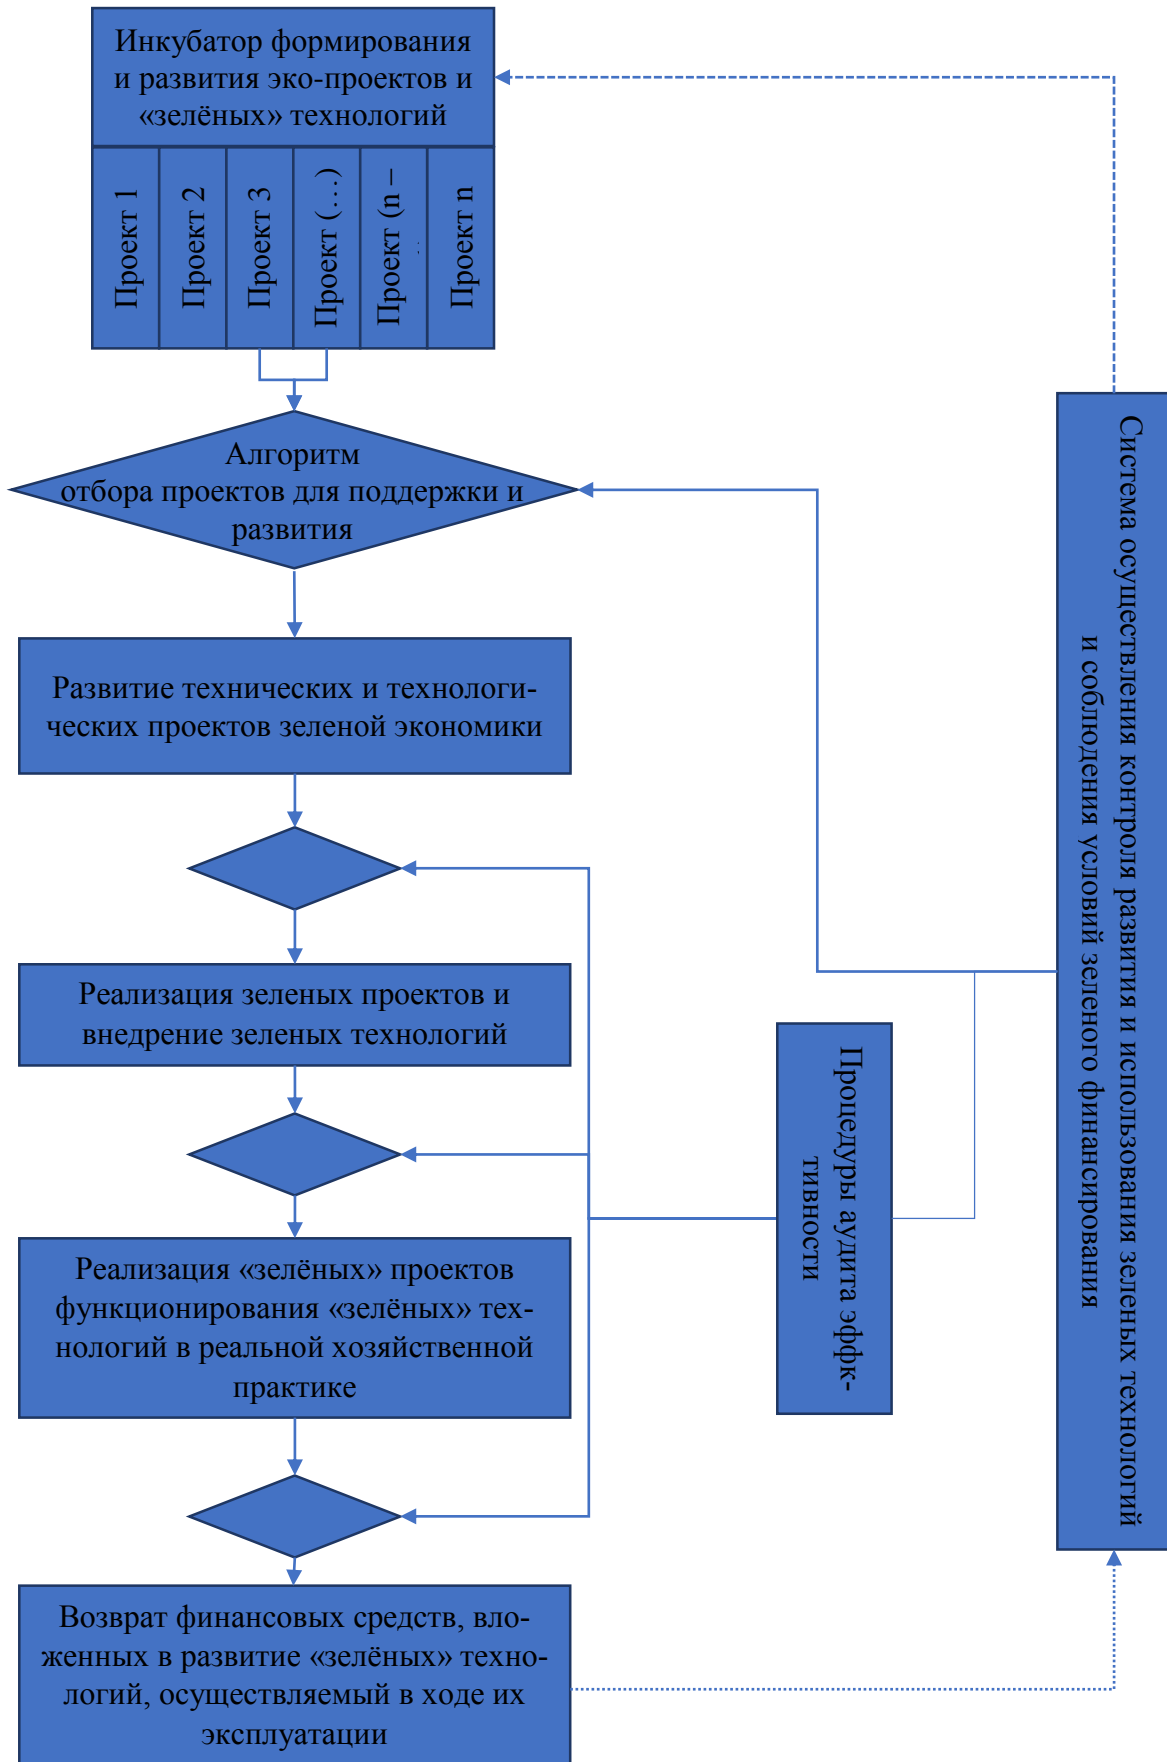 Инкубатор формирования
и развития эко-проектов и
«зелёных» технологий
Проект 1
Проект 2
Проект 3
Проект (…)
Проект (n –
Проект n
Алгоритм
отбора проектов для поддержки и
развития
Развитие технических и технологи-
ческих проектов зеленой экономики
Реализация зеленых проектов и
внедрение зеленых технологий
Реализация «зелёных» проектов
функционирования «зелёных» тех-
нологий в реальной хозяйственной
практике
Возврат финансовых средств, вло-
женных в развитие «зелёных» техно-
логий, осуществляемый в ходе их
эксплуатации
Процедуры аудита эффк-
тивности
Система осуществления контроля развития и использования зеленых технологий
и соблюдения условий зеленого финансирования